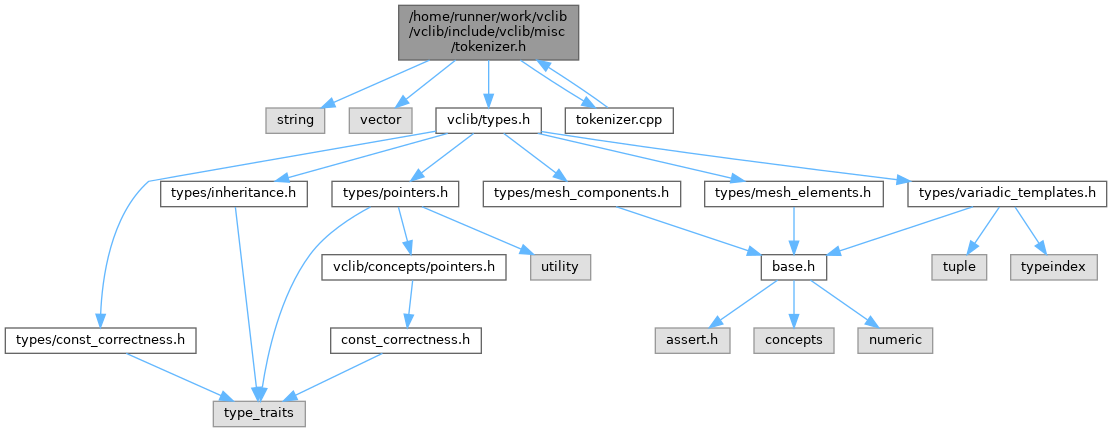 /home/runner/work/vclib
/vclib/include/vclib/misc
/tokenizer.h
string
vector
vclib/types.h
tokenizer.cpp
types/inheritance.h
types/pointers.h
types/mesh_components.h
types/mesh_elements.h
types/variadic_templates.h
vclib/concepts/pointers.h
utility
base.h
tuple
typeindex
types/const_correctness.h
const_correctness.h
assert.h
concepts
numeric
type_traits